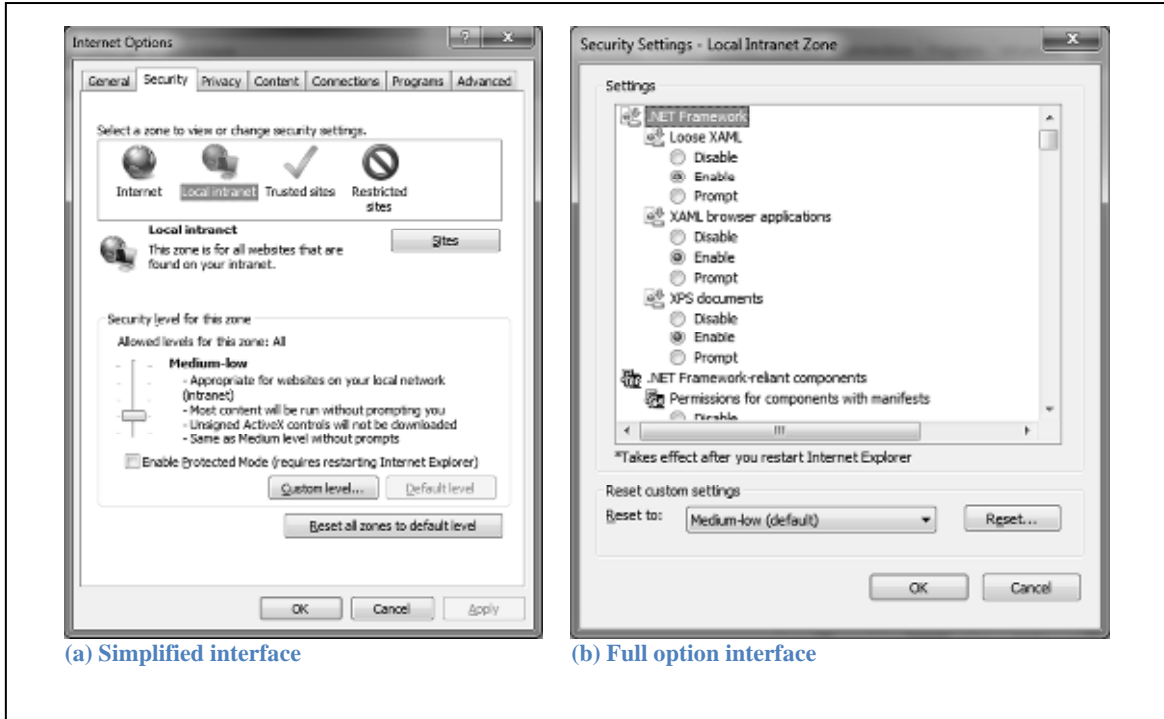 Internet Options
General Security Privacy Content Connections Programs Advanced
Select a zone to view or change security settings.
Internet Local intranet Trusted sites Restricted sites
Local intranet
This zone is for all websites that are
found on your intranet.
Sites
Security level for this zone
Allowed levels for this zone: All
Medium-low
- Appropriate for websites on your local network
(intranet)
- Most content will be run without prompting you
- Unsigned ActiveX controls will not be downloaded
- Same as Medium level without prompts
Enable Protected Mode (requires restarting Internet Explorer)
Custom level... Default level
Reset all zones to default level
OK Cancel Apply
(a) Simplified interface
Security Settings - Local Intranet Zone
Settings
.NET Framework
Loose XAML
Disable
Enable
Prompt
XAML browser applications
Disable
Enable
Prompt
XPS documents
Disable
Enable
Prompt
.NET Framework-reliant components
Permissions for components with manifests
Disable
*Takes effect after you restart Internet Explorer
Reset custom settings
Reset to: Medium-low (default) Reset...
OK Cancel
(b) Full option interface